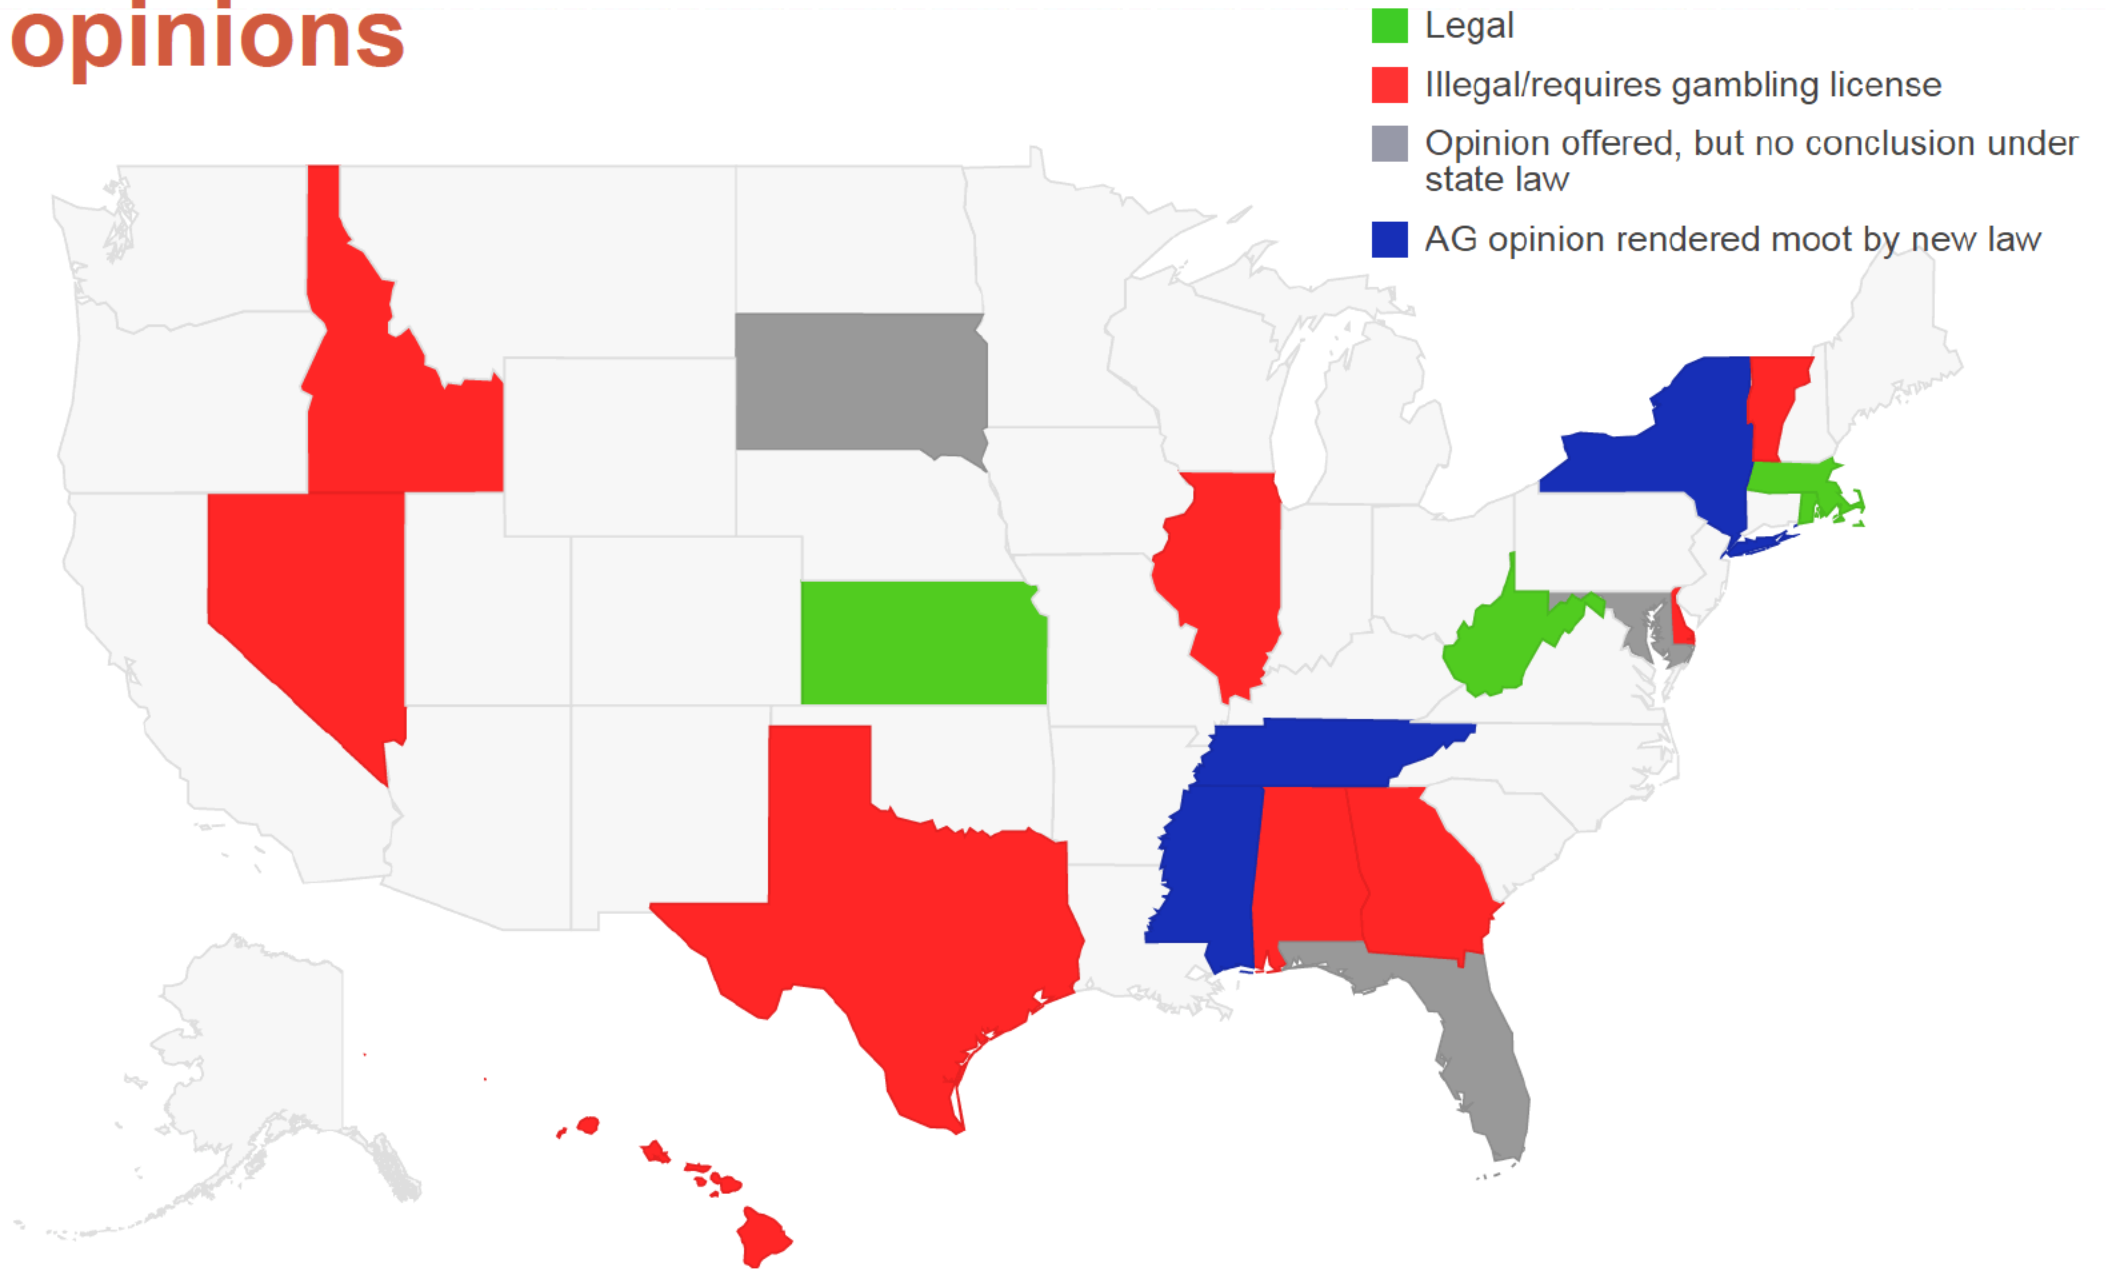 opinions
Legal
Illegal/requires gambling license
Opinion offered, but no conclusion under
state law
AG opinion rendered moot by new law